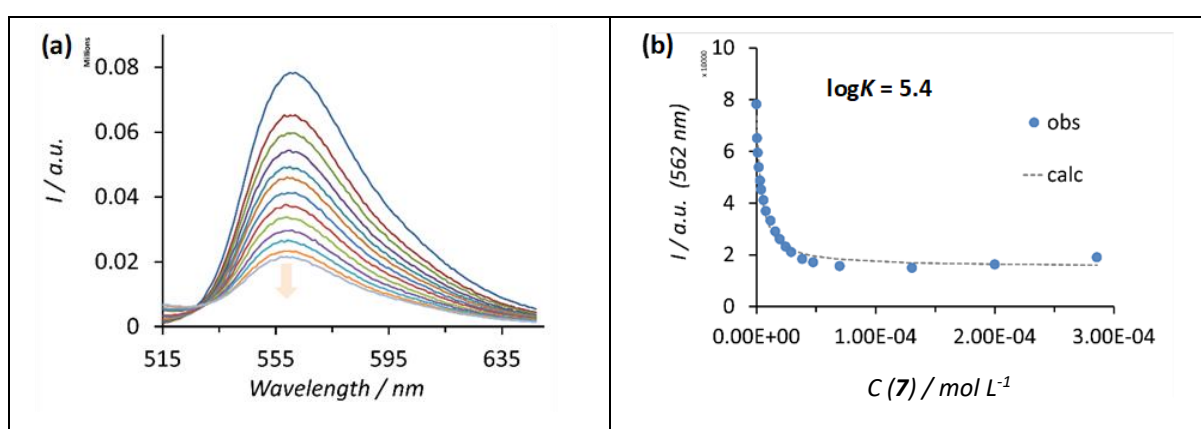 (a)
Millions
0.08
0.06
0.04
0.02
0
I / a.u.
515 555 595 635
Wavelength / nm
(b)
x 10000
10
8
6
4
2
0
I / a.u. (562 nm)
logK = 5.4
obs
calc
0.00E+00 1.00E-04 2.00E-04 3.00E-04
C (7) / mol L-1